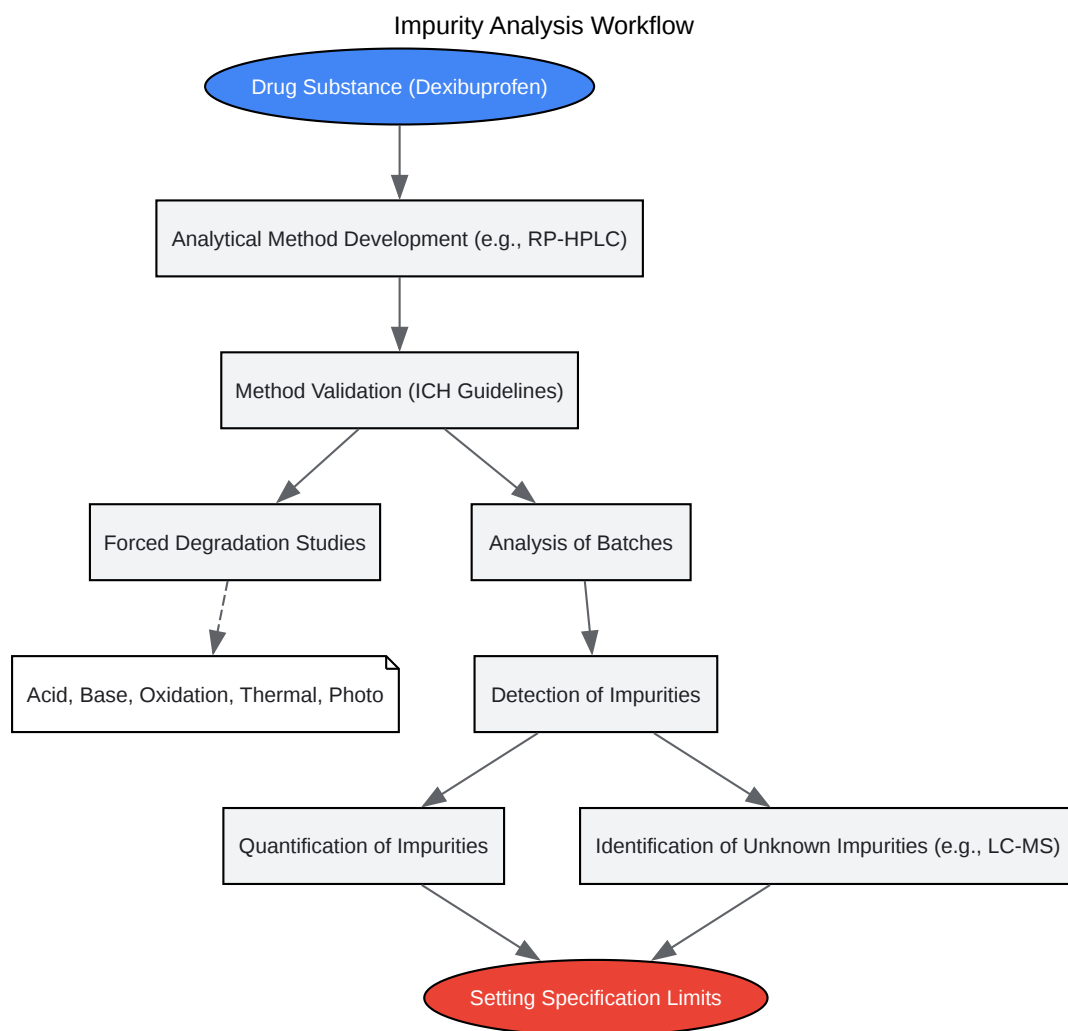 Impurity Analysis Workflow
Drug Substance (Dexibuprofen)
Analytical Method Development (e.g., RP-HPLC)
Method Validation (ICH Guidelines)
Forced Degradation Studies
Analysis of Batches
Acid, Base, Oxidation, Thermal, Photo
Detection of Impurities
Quantification of Impurities
Identification of Unknown Impurities (e.g., LC-MS)
Setting Specification Limits